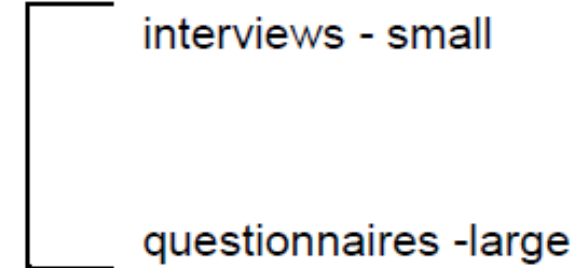 interviews - small
questionnaires -large